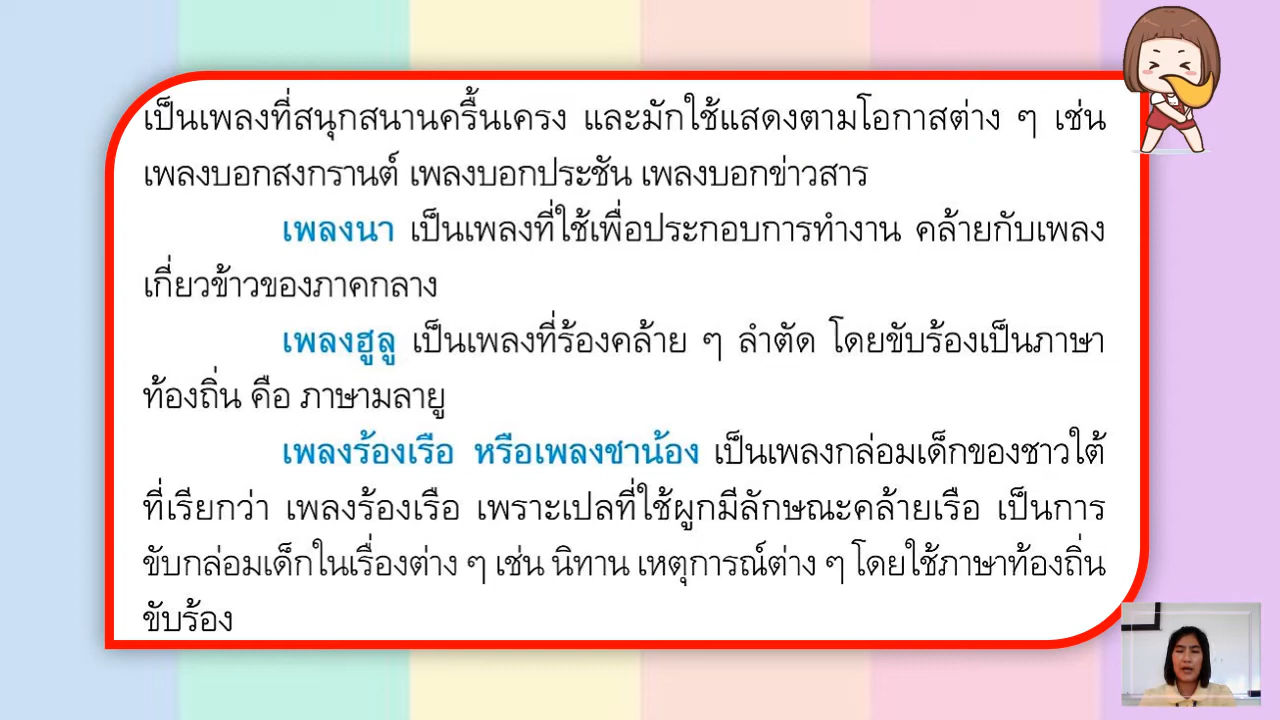 เป็นเพลงที่สนุกสนานครื้นเครง และมักใช้แสดงตามโอกาสต่าง ๆ เช่น
เพลงบอกสงกรานต์ เพลงบอกประชัน เพลงบอกข่าวสาร
เพลงนา เป็นเพลงที่ใช้เพื่อประกอบการทำงาน คล้ายกับเพลง
เกี่ยวข้าวของภาคกลาง
เพลงฮูลู เป็นเพลงที่ร้องคล้าย ๆ ลำตัด โดยขับร้องเป็นภาษา
ท้องถิ่น คือ ภาษามลายู
เพลงร้องเรือ หรือเพลงชาน้อง เป็นเพลงกล่อมเด็กของชาวใต้
ที่เรียกว่า เพลงร้องเรือ เพราะเปลที่ใช้ผูกมีลักษณะคล้ายเรือ เป็นการ
ขับกล่อมเด็กในเรื่องต่าง ๆ เช่น นิทาน เหตุการณ์ต่าง ๆ โดยใช้ภาษาท้องถิ่น
ขับร้อง